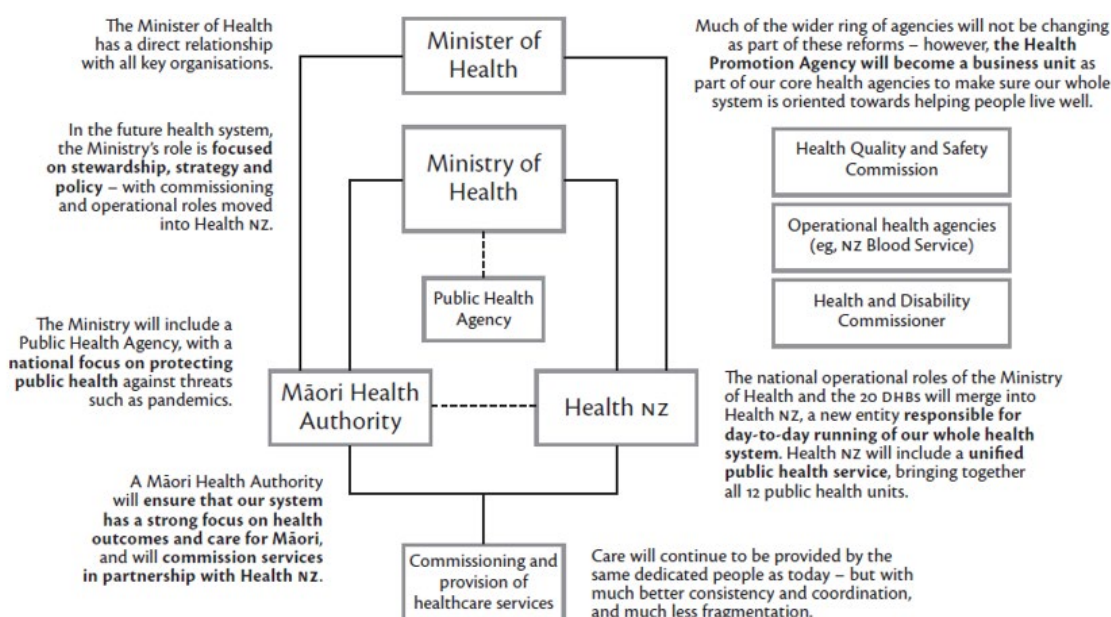 The Minister of Health
has a direct relationship
with all key organisations.
Minister of
Health
Much of the wider ring of agencies will not be changing
as part of these reforms – however, the Health
Promotion Agency will become a business unit as
part of our core health agencies to make sure our whole
system is oriented towards helping people live well.
In the future health system,
the Ministry's role is focused
on stewardship, strategy and
policy – with commissioning
and operational roles moved
into Health NZ.
Ministry of
Health
Health Quality and Safety
Commission
Operational health agencies
(eg, NZ Blood Service)
Health and Disability
Commissioner
Public Health
Agency
The Ministry will include a
Public Health Agency, with a
national focus on protecting
public health against threats
such as pandemics.
Māori Health
Authority
Health NZ
The national operational roles of the Ministry
of Health and the 20 DHBs will merge into
Health NZ, a new entity responsible for
day-to-day running of our whole health
system. Health NZ will include a unified
public health service, bringing together
all 12 public health units.
A Māori Health Authority
will ensure that our system
has a strong focus on health
outcomes and care for Māori,
and will commission services
in partnership with Health NZ.
Commissioning and
provision of
healthcare services
Care will continue to be provided by the
same dedicated people as today – but with
much better consistency and coordination,
and much less fragmentation.